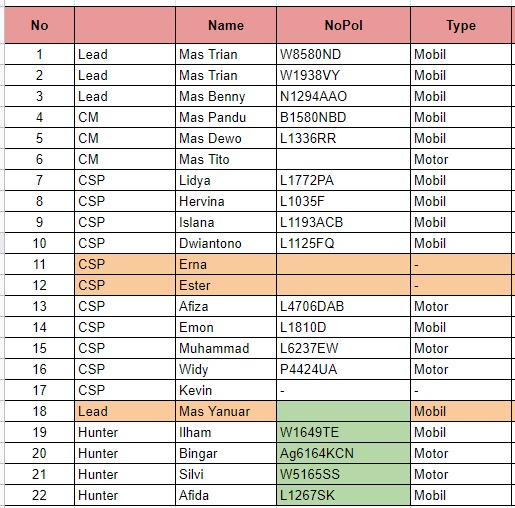 No Name NoPol Type
1 Lead Mas Trian W8580ND Mobil
2 Lead Mas Trian W1938VY Mobil
3 Lead Mas Benny N1294AAO Mobil
4 CM Mas Pandu B1580NBD Mobil
5 CM Mas Dewo L1336RR Mobil
6 CM Mas Tito Motor
7 CSP Lidya L1772PA Mobil
8 CSP Hervina L1035F Mobil
9 CSP Islana L1193ACB Mobil
10 CSP Dwiantono L1125FQ Mobil
11 CSP Erna -
12 CSP Ester -
13 CSP Afiza L4706DAB Motor
14 CSP Emon L1810D Mobil
15 CSP Muhammad L6237EW Motor
16 CSP Widy P4424UA Motor
17 CSP Kevin - -
18 Lead Mas Yanuar Mobil
19 Hunter Ilham W1649TE Mobil
20 Hunter Bingar Ag6164KCN Motor
21 Hunter Silvi W5165SS Motor
22 Hunter Afida L1267SK Mobil